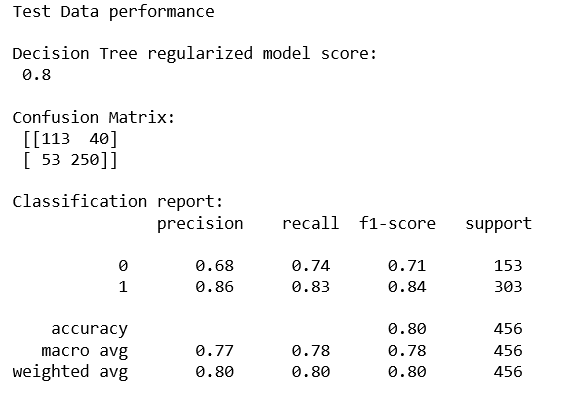 Test Data performance
Decision Tree regularized model score:
0.8
Confusion Matrix:
[[113  40]
[ 53 250]]
Classification report:
precision recall f1-score support
0 0.68 0.74 0.71 153
1 0.86 0.83 0.84 303
accuracy 0.80 456
macro avg 0.77 0.78 0.78 456
weighted avg 0.80 0.80 0.80 456